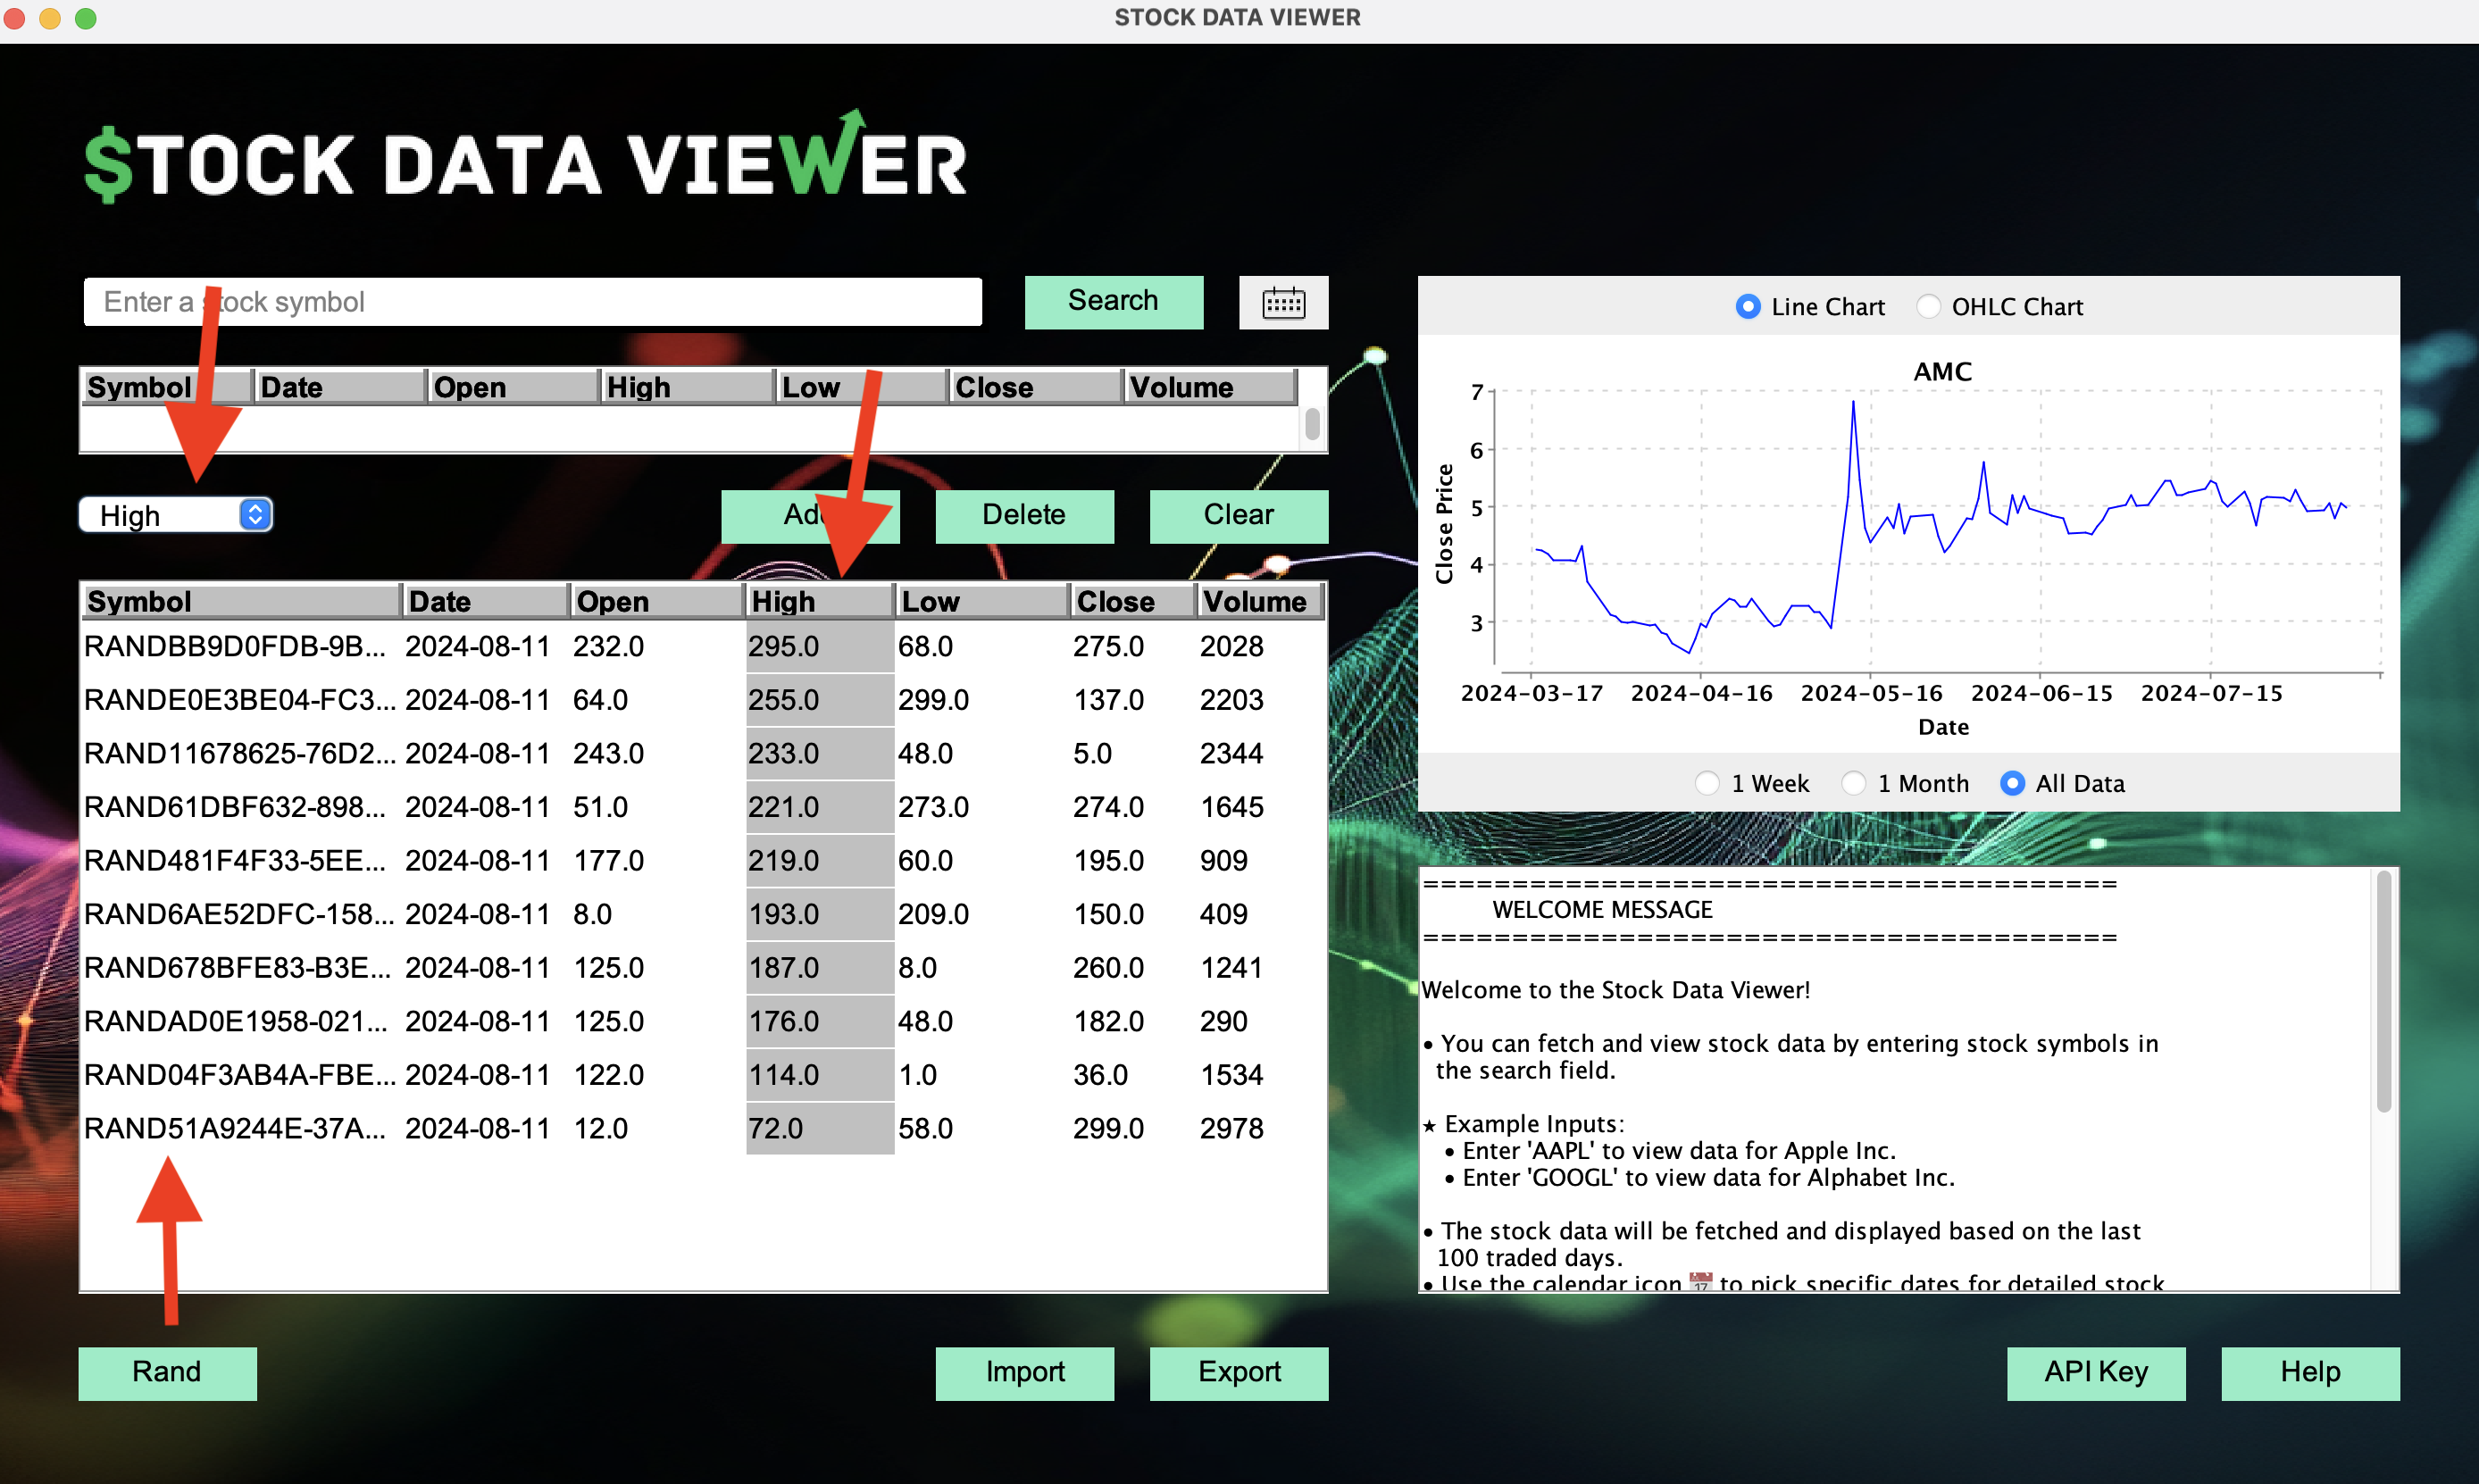 STOCK DATA VIEWER
$TOCK DATA VIEWER
Enter a stock symbol
Search
Symbol Date Open High Low Close Volume
High
Add
Delete
Clear
Symbol Date Open High Low Close Volume
RANDBB9D0FDB-9B... 2024-08-11 232.0 295.0 68.0 275.0 2028
RANDE0E3BE04-FC3... 2024-08-11 64.0 255.0 299.0 137.0 2203
RAND11678625-76D2... 2024-08-11 243.0 233.0 48.0 5.0 2344
RAND61DBF632-898... 2024-08-11 51.0 221.0 273.0 274.0 1645
RAND481F4F33-5EE... 2024-08-11 177.0 219.0 60.0 195.0 909
RAND6AE52DFC-158... 2024-08-11 8.0 193.0 209.0 150.0 409
RAND678BFE83-B3E... 2024-08-11 125.0 187.0 8.0 260.0 1241
RANDAD0E1958-021... 2024-08-11 125.0 176.0 48.0 182.0 290
RAND04F3AB4A-FBE... 2024-08-11 122.0 114.0 1.0 36.0 1534
RAND51A9244E-37A... 2024-08-11 12.0 72.0 58.0 299.0 2978
Rand
Import
Export
Line Chart OHLC Chart
AMC
Close Price
7
6
5
4
3
2024-03-17 2024-04-16 2024-05-16 2024-06-15 2024-07-15
Date
1 Week 1 Month All Data
=======================================
WELCOME MESSAGE
=======================================
Welcome to the Stock Data Viewer!
• You can fetch and view stock data by entering stock symbols in
the search field.
★ Example Inputs:
• Enter 'AAPL' to view data for Apple Inc.
• Enter 'GOOGL' to view data for Alphabet Inc.
• The stock data will be fetched and displayed based on the last
100 traded days.
• Use the calendar icon 📅 to pick specific dates for detailed stock
API Key
Help